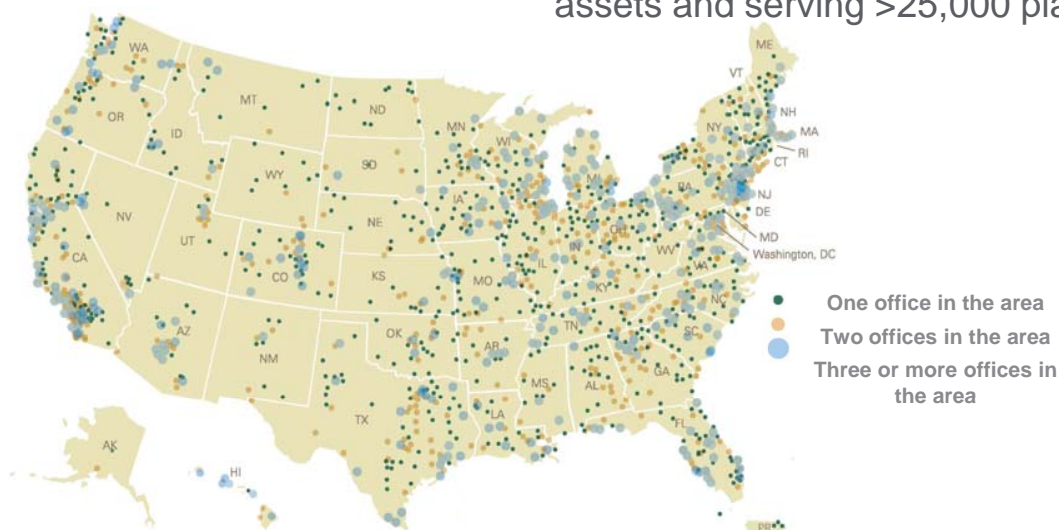 assets and serving >25,000 pla
ME
WA
VT
MT
ND
NH
OR
MN
NY
MA
ID
WI
RI
SD
CT
MI
WY
PA
NJ
IA
NE
DE
NV
OH
MD
UT
IN
IL
WV
Washington, DC
CA
CO
KS
MO
VA
KY
One office in the area
NC
TN
Two offices in the area
AZ
OK
AR
SC
NM
Three or more offices in
the area
MS
AL
GA
TX
LA
FL
AK
HI
PR